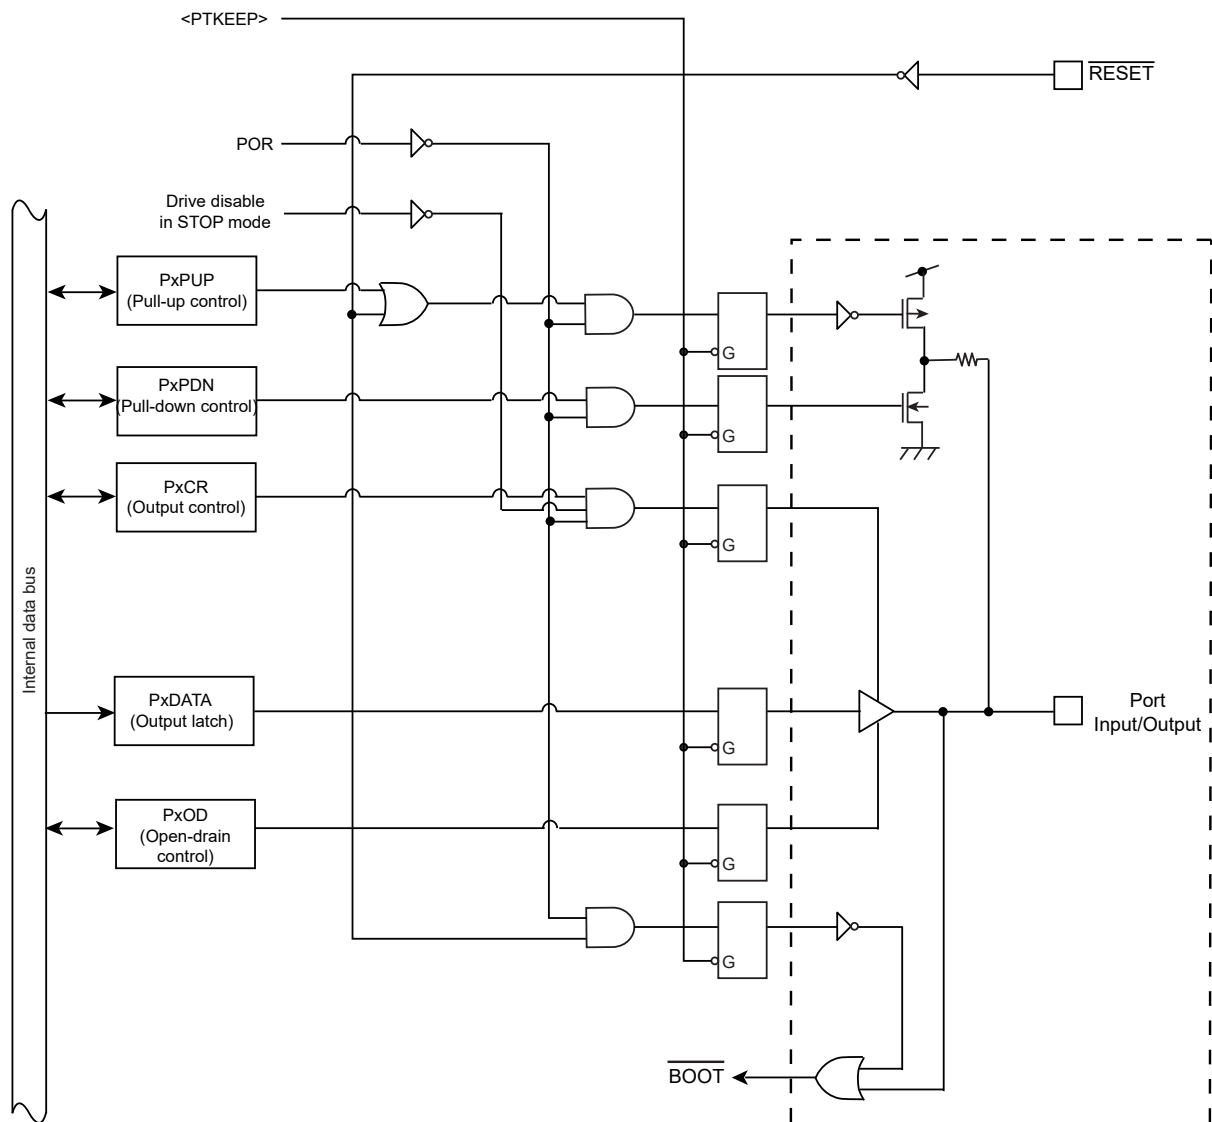 <PTKEEP>
RESET
POR
Drive disable
in STOP mode
PxPUP
(Pull-up control)
G
PxPDN
(Pull-down control)
G
PxCR
(Output control)
G
Internal data bus
PxDATA
(Output latch)
G
Port
Input/Output
PxOD
(Open-drain
control)
G
G
BOOT